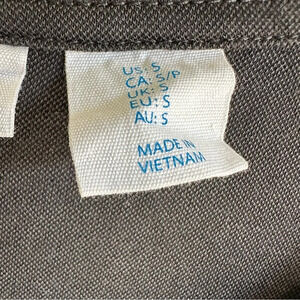 US: S
CA: S/P
UK: S
EU: S
AU: S
MADE IN
VIETNAM